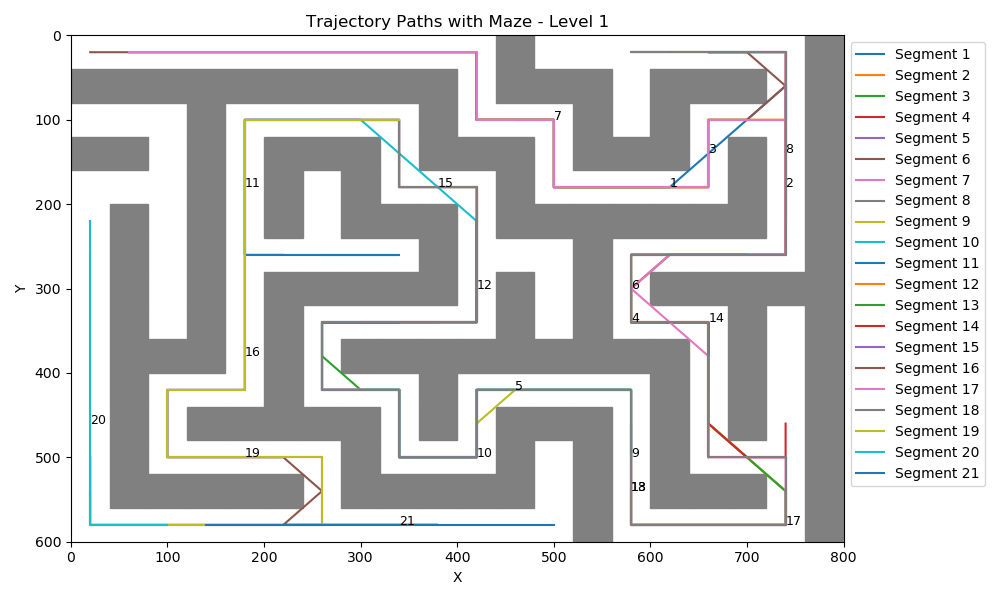 Trajectory Paths with Maze - Level 1
0
100
200
300
400
500
600
Y
0
100
200
300
400
500
600
700
800
X
7
3
8
11
15
1
2
12
6
4
14
16
5
20
19
10
9
18
13
21
17
Segment 1
Segment 2
Segment 3
Segment 4
Segment 5
Segment 6
Segment 7
Segment 8
Segment 9
Segment 10
Segment 11
Segment 12
Segment 13
Segment 14
Segment 15
Segment 16
Segment 17
Segment 18
Segment 19
Segment 20
Segment 21